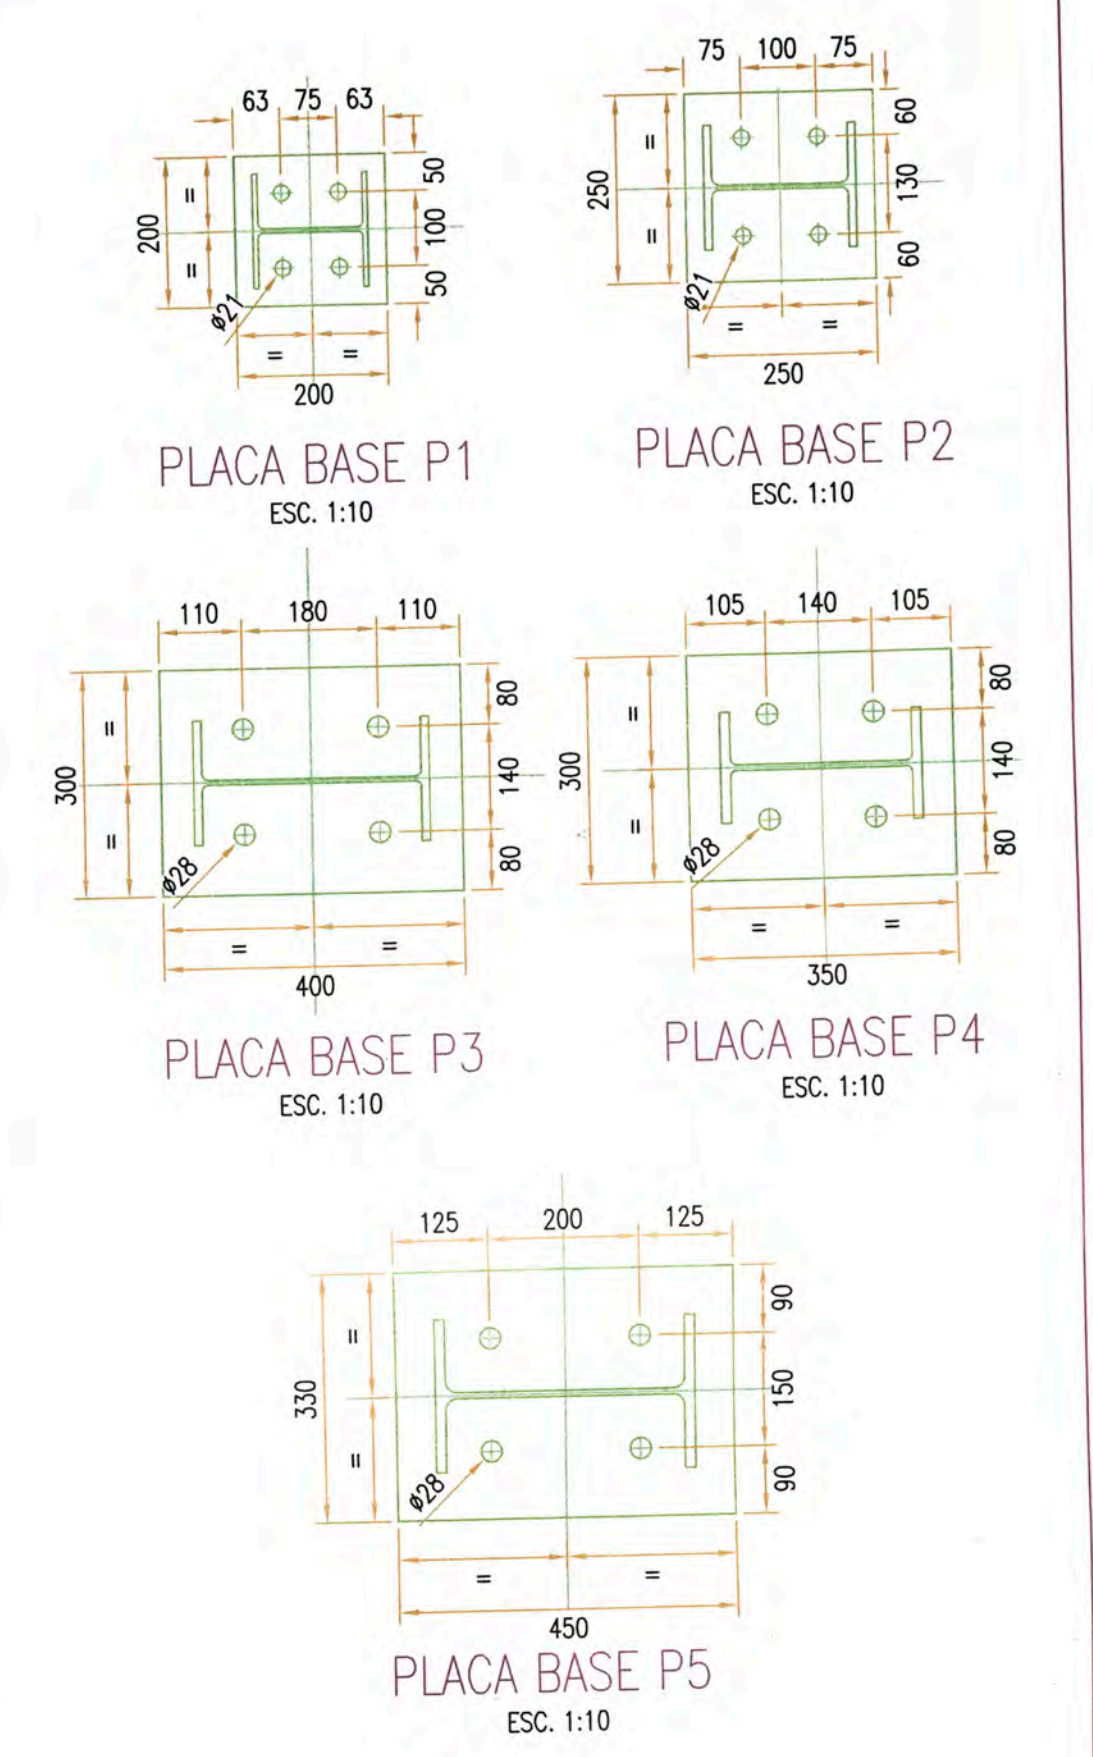 63 75 63
50
100
50
200
=
=
ø21
= =
200
PLACA BASE P1
ESC. 1:10
75 100 75
60
130
60
250
=
=
ø21
= =
250
PLACA BASE P2
ESC. 1:10
110 180 110
80
140
80
300
=
=
ø28
= =
400
PLACA BASE P3
ESC. 1:10
105 140 105
80
140
80
300
=
=
ø28
= =
350
PLACA BASE P4
ESC. 1:10
125 200 125
90
150
90
330
=
=
ø28
= =
450
PLACA BASE P5
ESC. 1:10